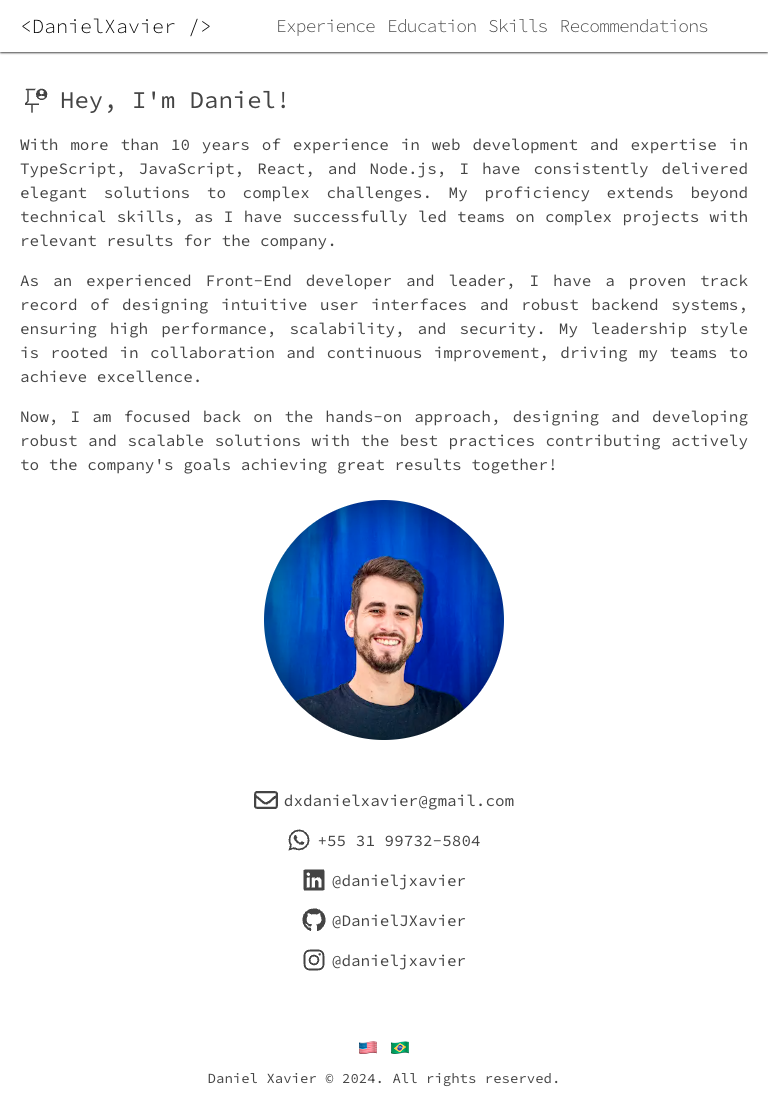 <DanielXavier />
Experience Education Skills Recommendations
Hey, I'm Daniel!
With more than 10 years of experience in web development and expertise in
TypeScript, JavaScript, React, and Node.js, I have consistently delivered
elegant solutions to complex challenges. My proficiency extends beyond
technical skills, as I have successfully led teams on complex projects with
relevant results for the company.
As an experienced Front-End developer and leader, I have a proven track
record of designing intuitive user interfaces and robust backend systems,
ensuring high performance, scalability, and security. My leadership style
is rooted in collaboration and continuous improvement, driving my teams to
achieve excellence.
Now, I am focused back on the hands-on approach, designing and developing
robust and scalable solutions with the best practices contributing actively
to the company's goals achieving great results together!
dxdanielxavier@gmail.com
+55 31 99732-5804
@danieljxavier
@DanielJXavier
@danieljxavier
Daniel Xavier © 2024. All rights reserved.